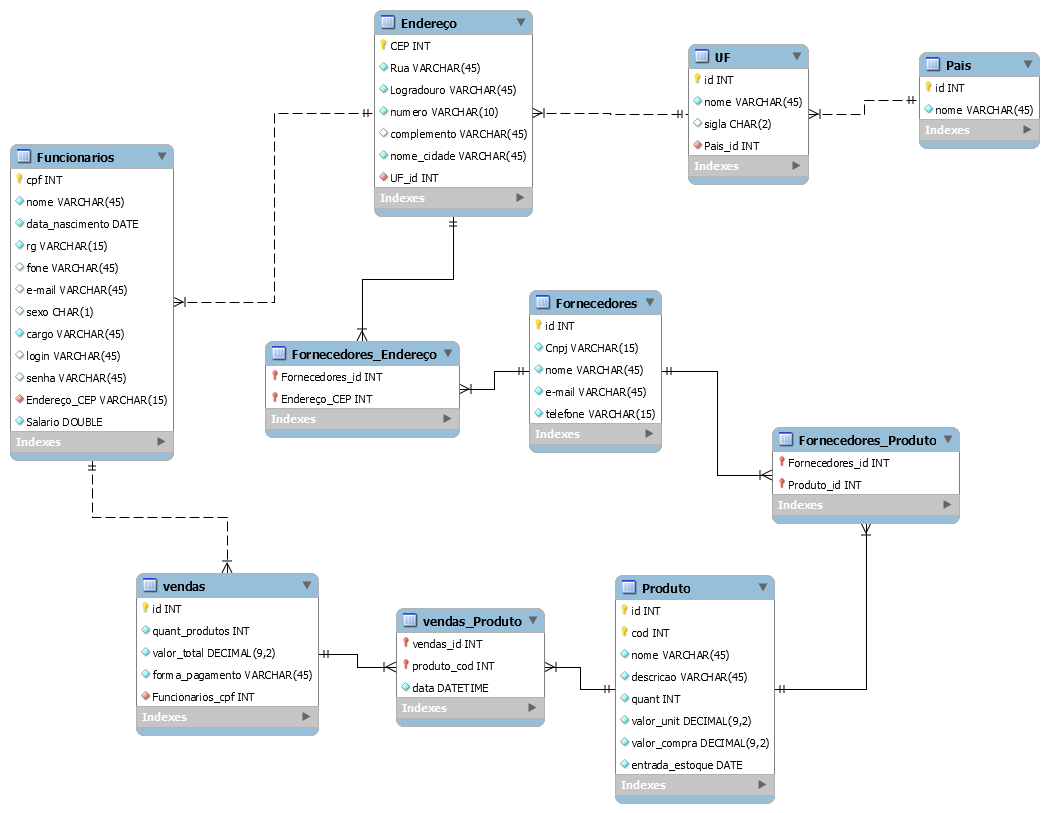 Endereço
CEP INT
Rua VARCHAR(45)
Logradouro VARCHAR(45)
numero VARCHAR(10)
complemento VARCHAR(45)
nome_cidade VARCHAR(45)
UF_id INT
Indexes
UF
id INT
nome VARCHAR(45)
sigla CHAR(2)
Pais_id INT
Indexes
Pais
id INT
nome VARCHAR(45)
Indexes
Funcionarios
cpf INT
nome VARCHAR(45)
data_nascimento DATE
rg VARCHAR(15)
fone VARCHAR(45)
e-mail VARCHAR(45)
sexo CHAR(1)
cargo VARCHAR(45)
login VARCHAR(45)
senha VARCHAR(45)
Endereço_CEP VARCHAR(15)
Salario DOUBLE
Indexes
Fornecedores_Endereço
Fornecedores_id INT
Endereço_CEP INT
Indexes
Fornecedores
id INT
Cnpj VARCHAR(15)
nome VARCHAR(45)
e-mail VARCHAR(45)
telefone VARCHAR(15)
Indexes
Fornecedores_Produto
Fornecedores_id INT
Produto_id INT
Indexes
vendas
id INT
quant_produtos INT
valor_total DECIMAL(9,2)
forma_pagamento VARCHAR(45)
Funcionarios_cpf INT
Indexes
vendas_Produto
vendas_id INT
produto_cod INT
data DATETIME
Indexes
Produto
id INT
cod INT
nome VARCHAR(45)
descricao VARCHAR(45)
quant INT
valor_unit DECIMAL(9,2)
valor_compra DECIMAL(9,2)
entrada_estoque DATE
Indexes